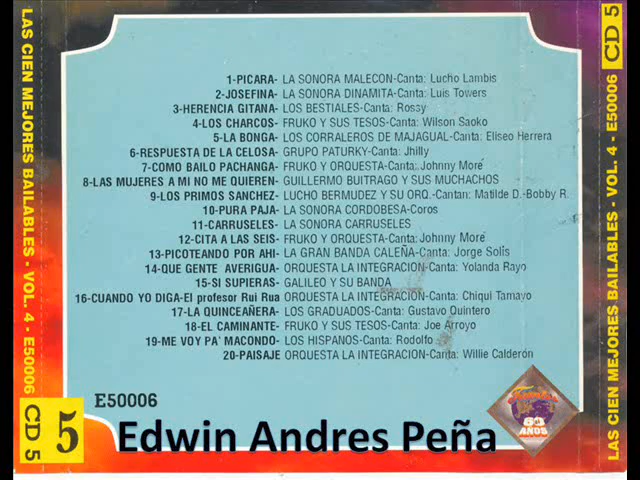 LAS CIEN MEJORES BAILABLES - VOL. 4 - E50006 CD 5
1-PICARA- LA SONORA MALECON-Canta: Lucho Lambis
2-JOSEFINA- LA SONORA DINAMITA-Canta: Luis Towers
3-HERENCIA GITANA- LOS BESTIALES-Canta: Rossy
4-LOS CHARCOS- FRUKO Y SUS TESOS-Canta: Wilson Saoko
5-LA BONGA- LOS CORRALEROS DE MAJAGUAL-Canta: Eliseo Herrera
6-RESPUESTA DE LA CELOSA- GRUPO PATURKY-Canta: Jhilly
7-COMO BAILO PACHANGA- FRUKO Y ORQUESTA-Canta: Johnny Moré
8-LAS MUJERES A MI NO ME QUIEREN- GUILLERMO BUITRAGO Y SUS MUCHACHOS
9-LOS PRIMOS SANCHEZ- LUCHO BERMUDEZ Y SU ORQ.-Cantan: Matilde D.-Bobby R.
10-PURA PAJA- LA SONORA CORDOBESA-Coros
11-CARRUSELES- LA SONORA CARRUSELES
12-CITA A LAS SEIS- FRUKO Y ORQUESTA-Canta: Johnny Moré
13-PICOTEANDO POR AHI- LA GRAN BANDA CALEÑA-Canta: Jorge Solis
14-QUE GENTE AVERIGUA- ORQUESTA LA INTEGRACION-Canta: Yolanda Rayo
15-SI SUPIERAS- GALILEO Y SU BANDA
16-CUANDO YO DIGA-El profesor Rui Rua ORQUESTA LA INTEGRACION-Canta: Chiqui Tamayo
17-LA QUINCEAÑERA- LOS GRADUADOS-Canta: Gustavo Quintero
18-EL CAMINANTE- FRUKO Y SUS TESOS-Canta: Joe Arroyo
19-ME VOY PA' MACONDO- LOS HISPANOS-Canta: Rodolfo
20-PAISAJE ORQUESTA LA INTEGRACION-Canta: Willie Calderón
E50006
5
Fuentes
60 AÑOS
Edwin Andres Peña
LAS CIEN MEJORES BAILABLES - VOL. 4 - E50006 CD 5